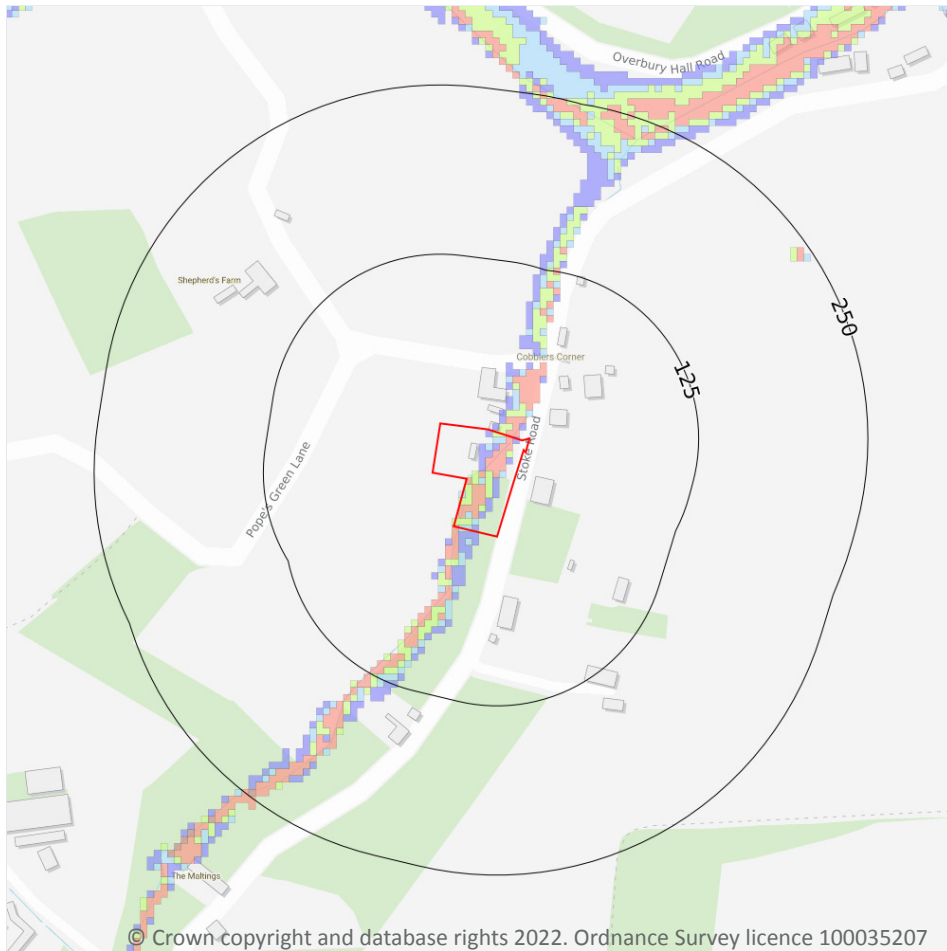 Overbury Hall Road
Shepherd's Farm
250
Cobblers Corner
125
Stoke Road
Pope's Green Lane
The Maltings
© Crown copyright and database rights 2022. Ordnance Survey licence 100035207